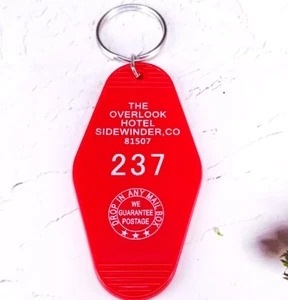 THE
OVERLOOK
HOTEL
SIDEWINDER,CO
81507
237
DROP IN ANY MAIL BOX
WE
GUARANTEE
POSTAGE